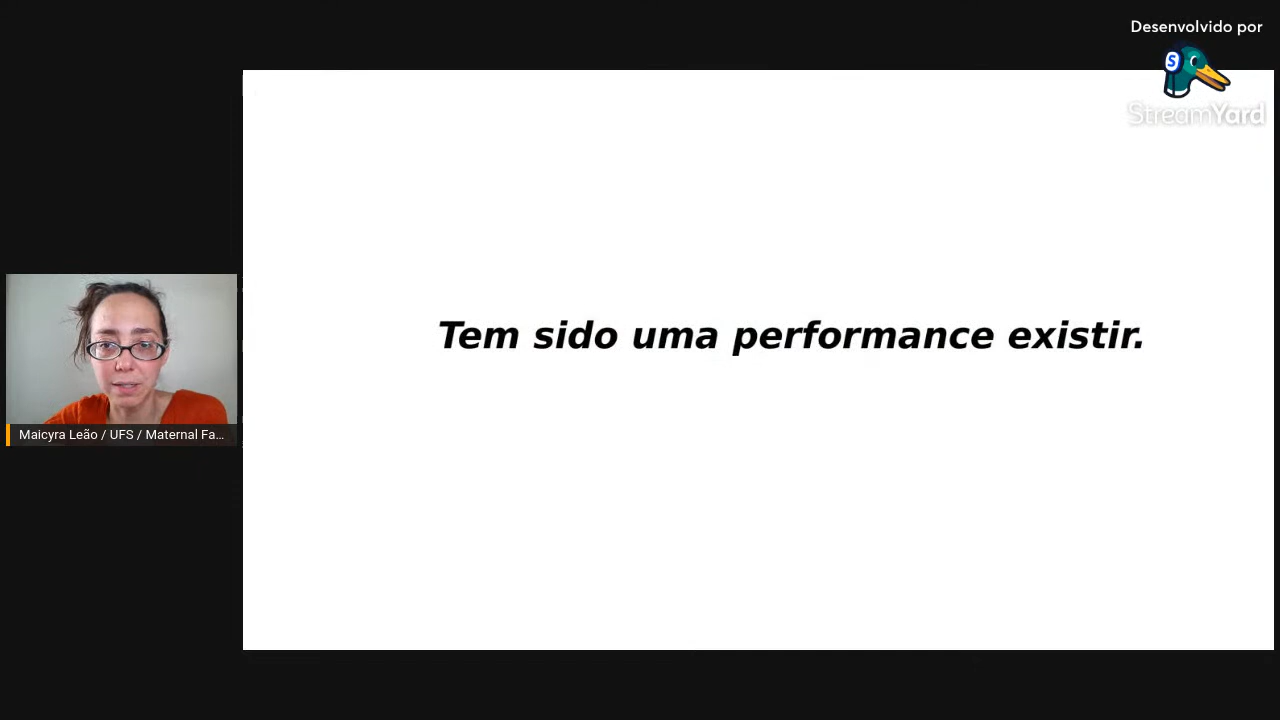 Desenvolvido por
S
StreamYard
Tem sido uma performance existir.
Maicyra Leão / UFS / Maternal Fa...